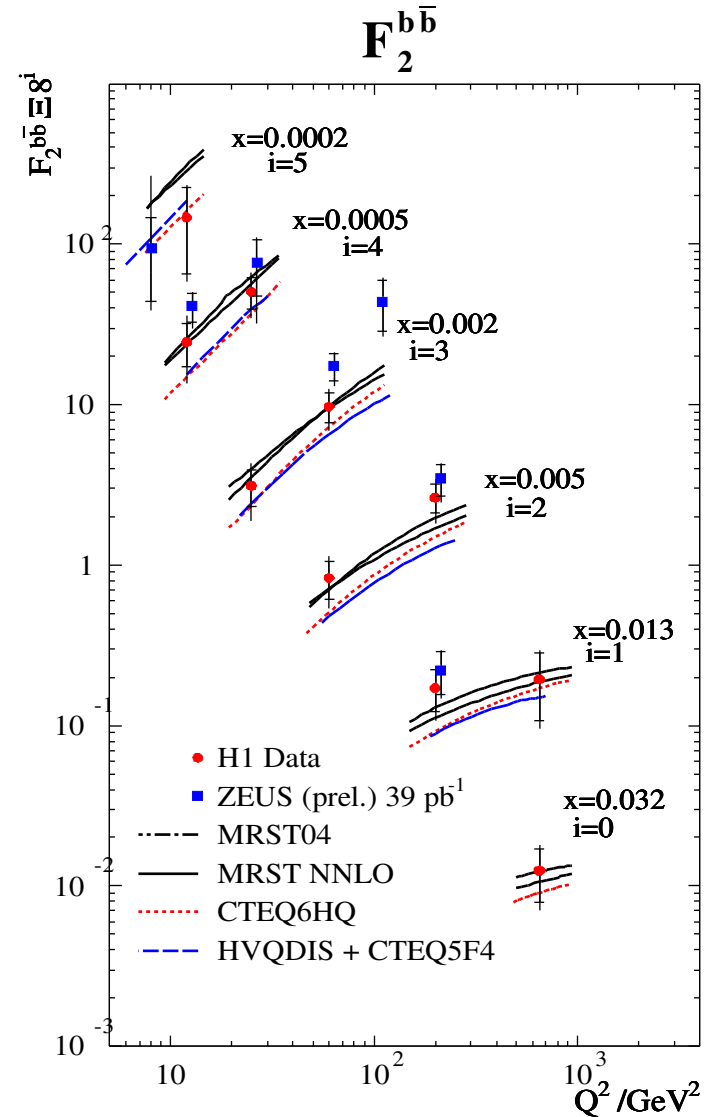 F₂ᵇᵇ̄
F₂ᵇᵇ̄ Ξ 8ⁱ
x=0.0002
i=5
x=0.0005
i=4
x=0.002
i=3
x=0.005
i=2
x=0.013
i=1
x=0.032
i=0
H1 Data
ZEUS (prel.) 39 pb⁻¹
MRST04
MRST NNLO
CTEQ6HQ
HVQDIS + CTEQ5F4
1
10²
10
1
10⁻¹
10⁻²
10⁻³
10
10²
10³
Q² /GeV²